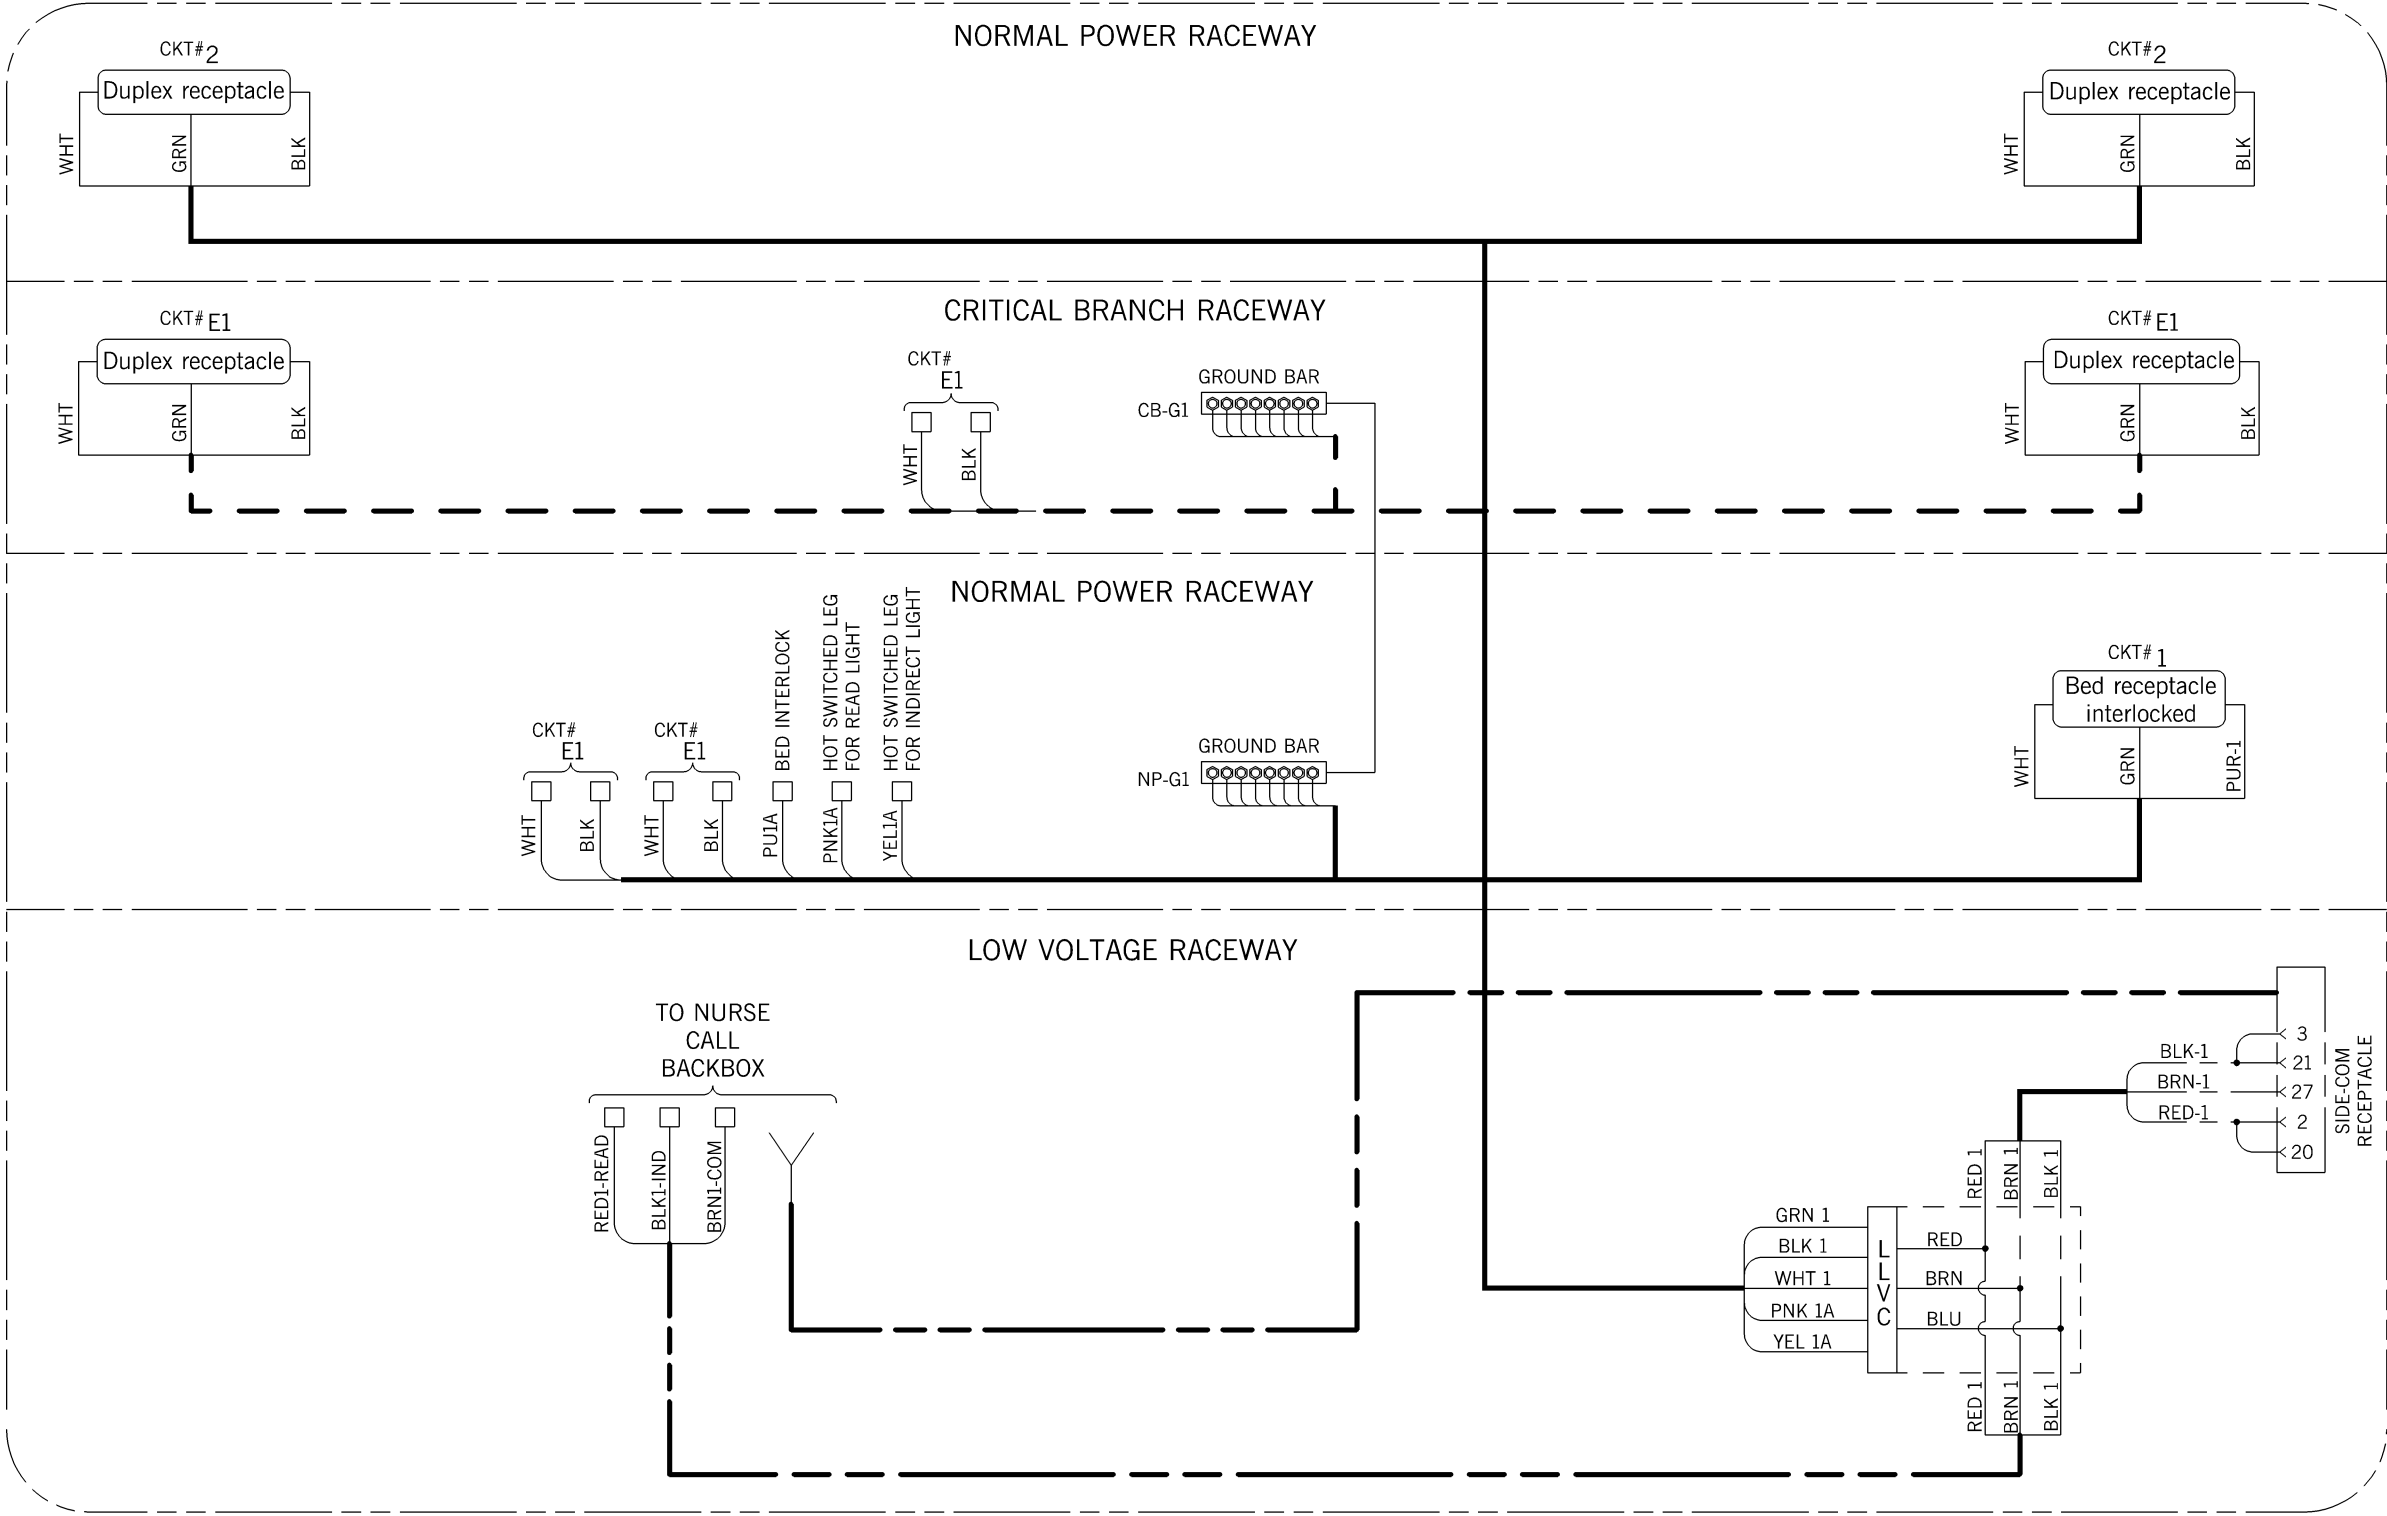 NORMAL POWER RACEWAY
CKT# 2
Duplex receptacle
WHT
GRN
BLK
CKT# 2
Duplex receptacle
WHT
GRN
BLK
CRITICAL BRANCH RACEWAY
CKT# E1
Duplex receptacle
WHT
GRN
BLK
CKT#
E1
WHT
BLK
GROUND BAR
CB-G1
CKT# E1
Duplex receptacle
WHT
GRN
BLK
NORMAL POWER RACEWAY
CKT#
E1
WHT
BLK
CKT#
E1
WHT
BLK
BED INTERLOCK
PU1A
HOT SWITCHED LEG
FOR READ LIGHT
PNK1A
HOT SWITCHED LEG
FOR INDIRECT LIGHT
YEL1A
GROUND BAR
NP-G1
CKT# 1
Bed receptacle
interlocked
WHT
GRN
PUR-1
LOW VOLTAGE RACEWAY
TO NURSE
CALL
BACKBOX
RED1-READ
BLK1-IND
BRN1-COM
BLK-1
BRN-1
RED-1
3
21
27
2
20
SIDE-COM
RECEPTACLE
RED 1
BRN 1
BLK 1
GRN 1
BLK 1
WHT 1
PNK 1A
YEL 1A
L
L
V
C
RED
BRN
BLU
RED 1
BRN 1
BLK 1